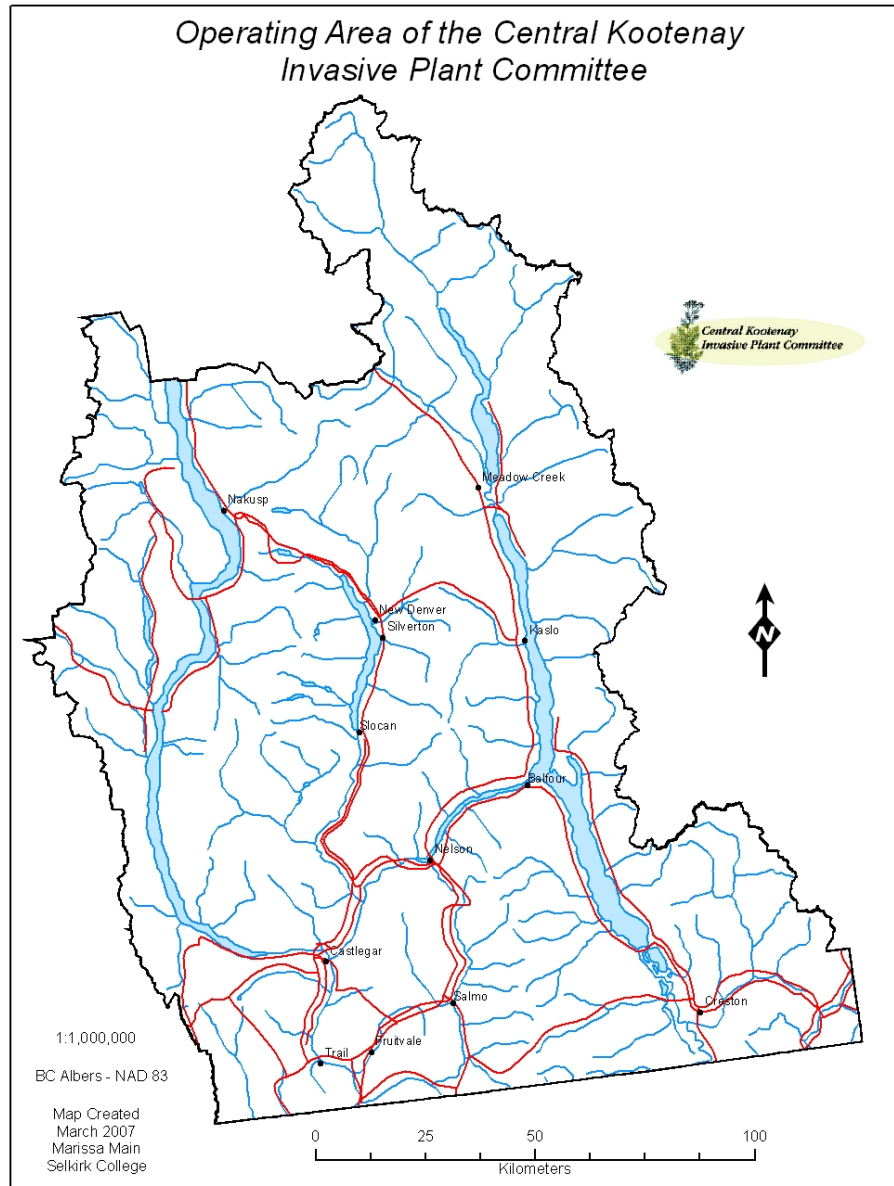 Operating Area of the Central Kootenay
Invasive Plant Committee
Central Kootenay
Invasive Plant Committee
Meadow Creek
Nakusp
New Denver
Silverton
Kaslo
N
Slocan
Balfour
Nelson
Castlegar
Salmo
Creston
Fruitvale
Trail
1:1,000,000
BC Albers - NAD 83
Map Created
March 2007
Marissa Main
Selkirk College
0 25 50 100
Kilometers